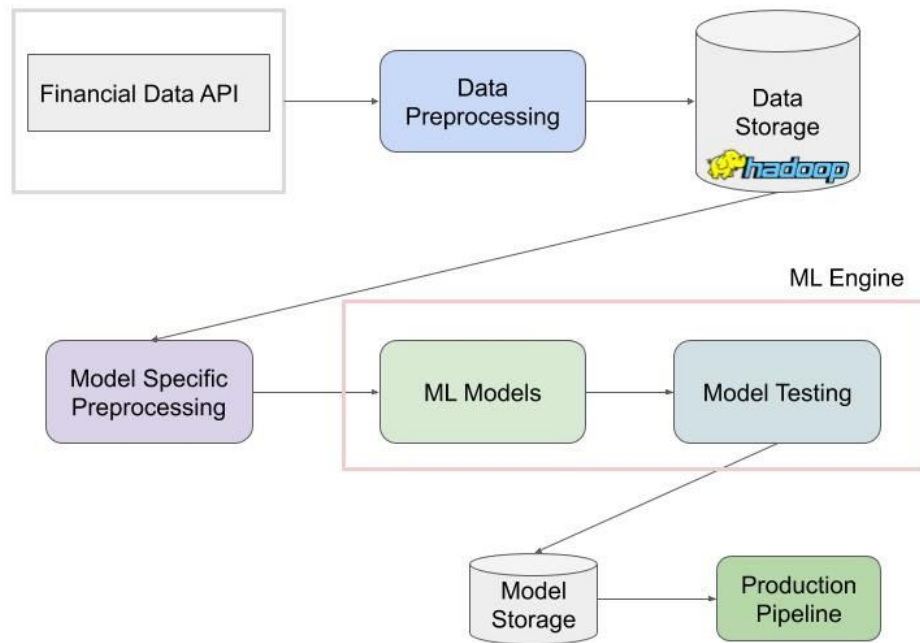 Financial Data API
Data
Preprocessing
Data
Storage
hadoop
ML Engine
Model Specific
Preprocessing
ML Models
Model Testing
Model
Storage
Production
Pipeline